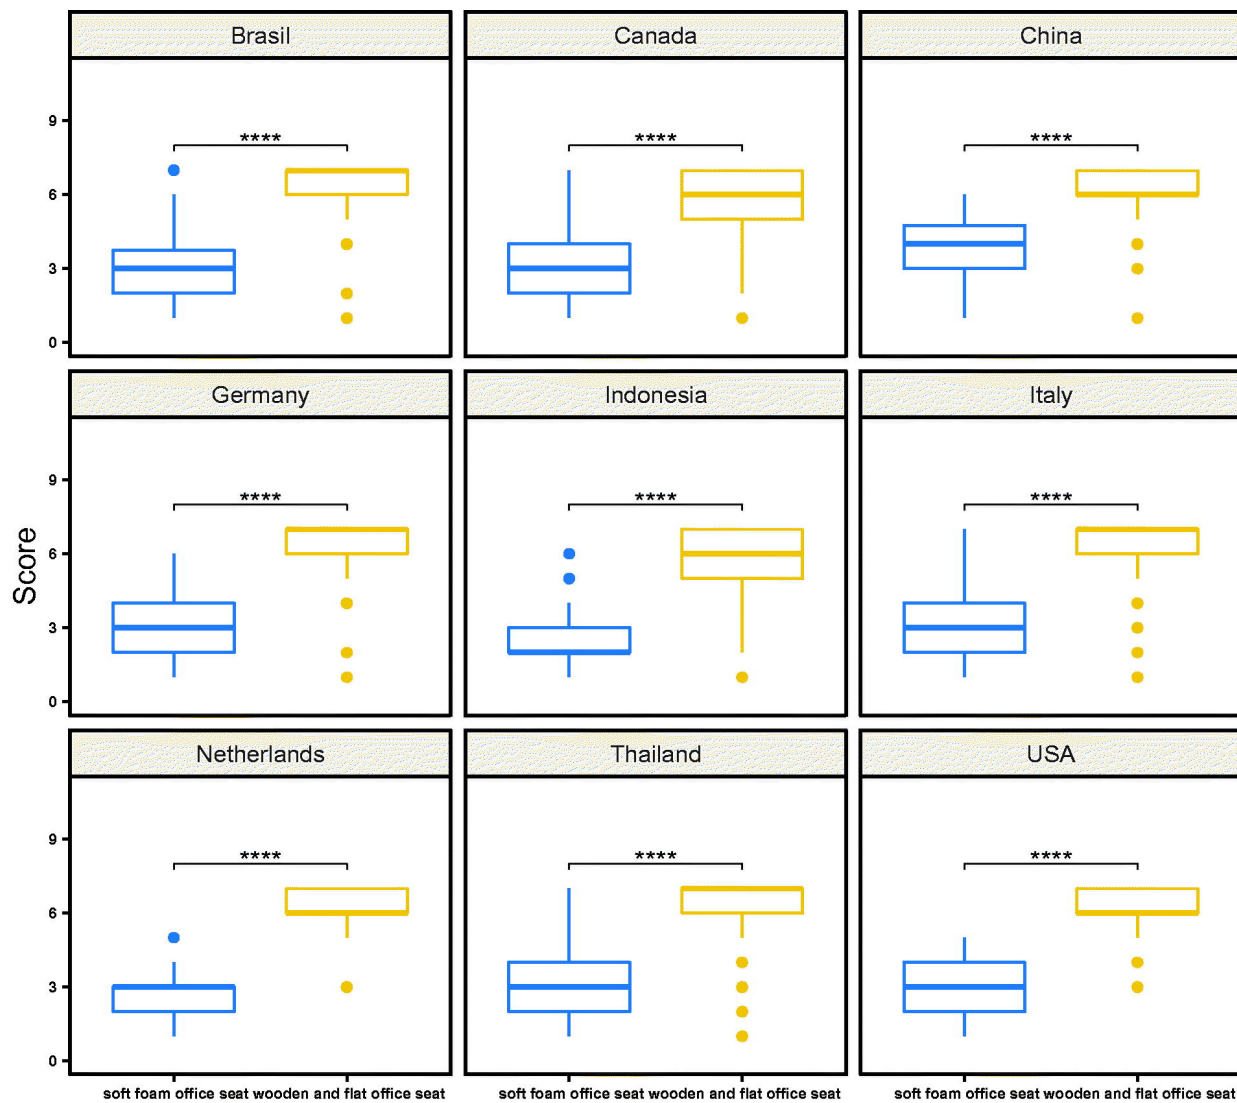 Brasil Canada China
9
**** **** ****
6
3
0
Germany Indonesia Italy
Score
9
**** **** ****
6
3
0
Netherlands Thailand USA
9
**** **** ****
6
3
0
soft foam office seat wooden and flat office seat soft foam office seat wooden and flat office seat soft foam office seat wooden and flat office seat